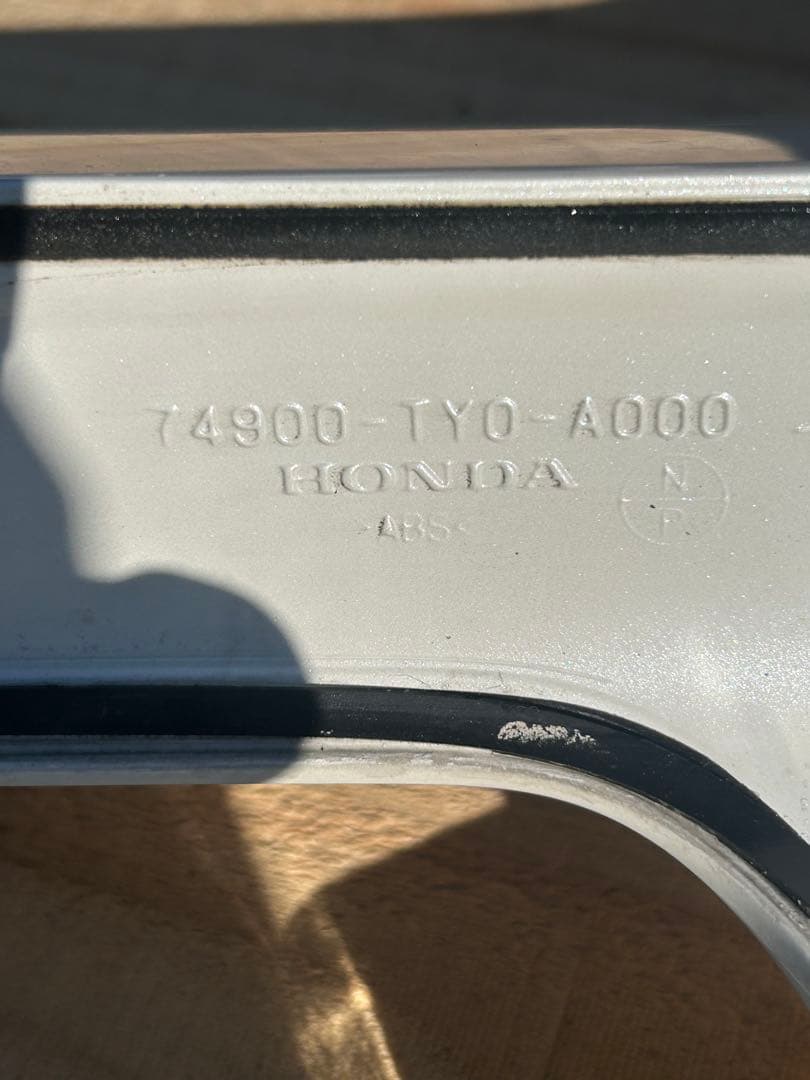 74900-TY0-A000
HONDA
>ABS<
N
P